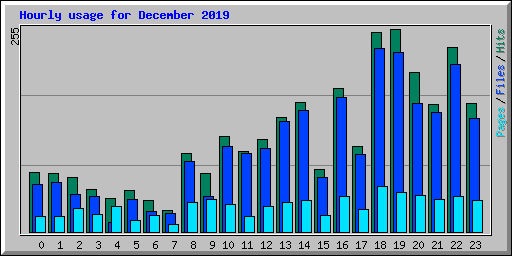 Hourly usage for December 2019
255
Pages / Files / Hits
0 1 2 3 4 5 6 7 8 9 10 11 12 13 14 15 16 17 18 19 20 21 22 23